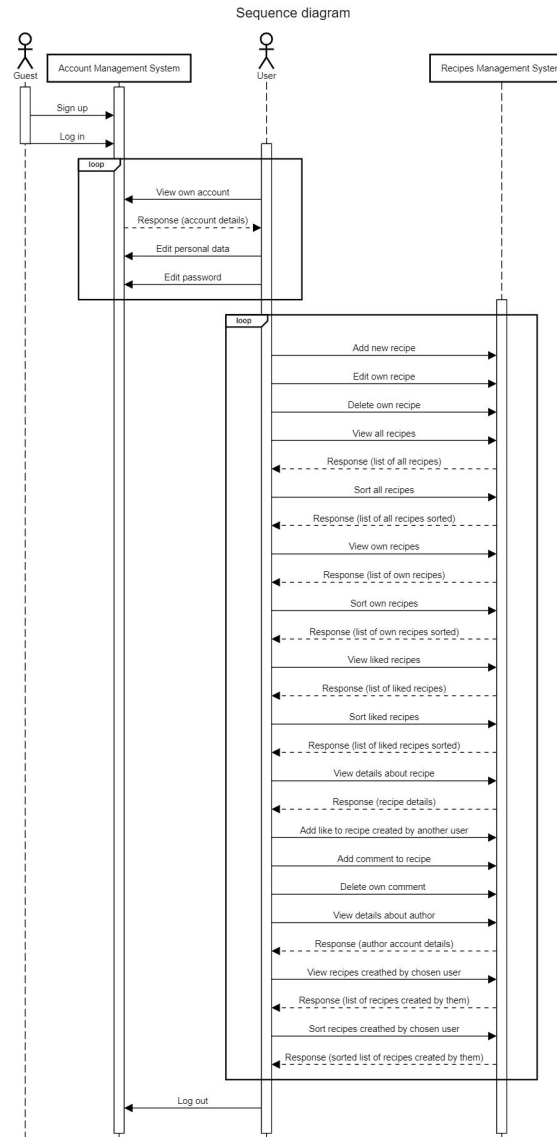 Sequence diagram
Guest
Account Management System
User
Recipes Management System
Sign up
Log in
loop
View own account
Response (account details)
Edit personal data
Edit password
loop
Add new recipe
Edit own recipe
Delete own recipe
View all recipes
Response (list of all recipes)
Sort all recipes
Response (list of all recipes sorted)
View own recipes
Response (list of own recipes)
Sort own recipes
Response (list of own recipes sorted)
View liked recipes
Response (list of liked recipes)
Sort liked recipes
Response (list of liked recipes sorted)
View details about recipe
Response (recipe details)
Add like to recipe created by another user
Add comment to recipe
Delete own comment
View details about author
Response (author account details)
View recipes creathed by chosen user
Response (list of recipes created by them)
Sort recipes creathed by chosen user
Response (sorted list of recipes created by them)
Log out